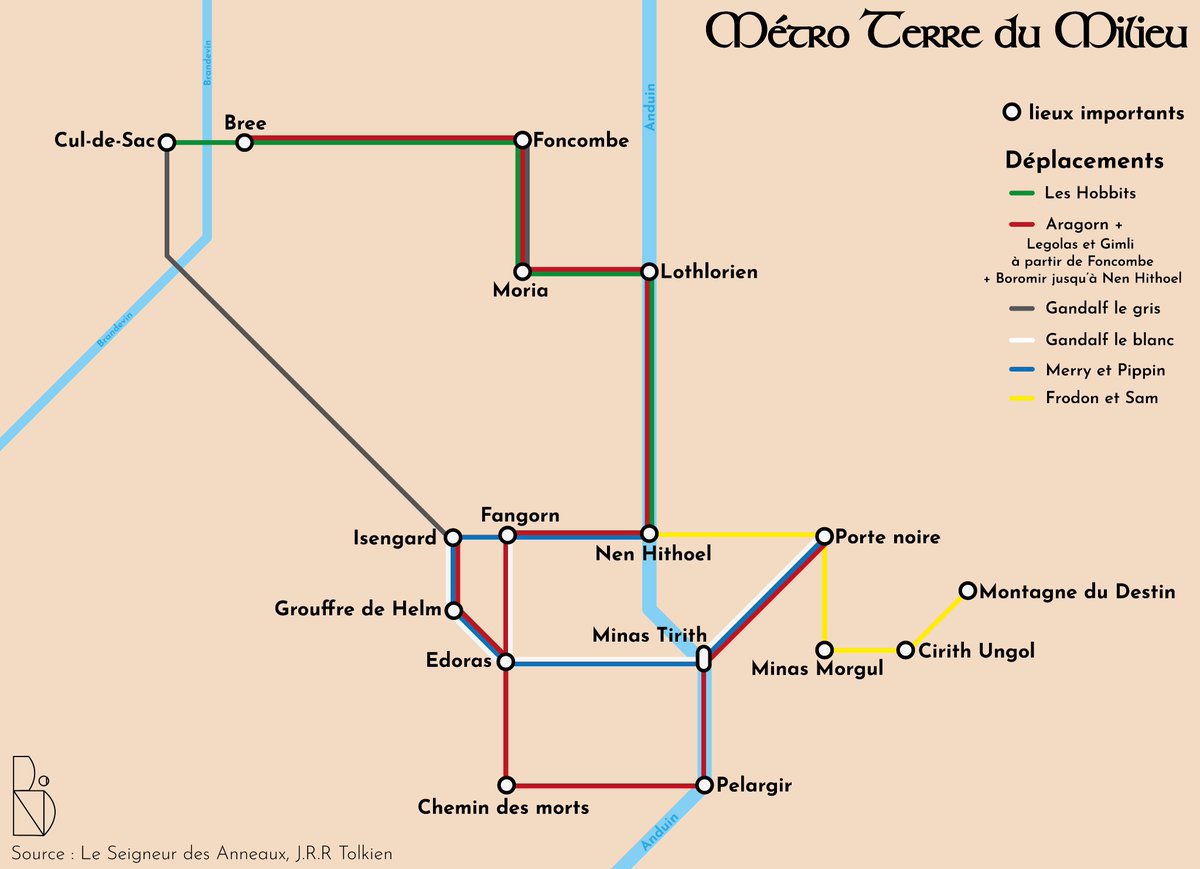 Métro Terre du Milieu
Brandevin
Anduin
lieux importants
Bree
Cul-de-Sac
Foncombe
Déplacements
Les Hobbits
Aragorn +
Legolas et Gimli
à partir de Foncombe
+ Boromir jusqu'à Nen Hithoel
Gandalf le gris
Gandalf le blanc
Merry et Pippin
Frodon et Sam
Moria
Lothlorien
Brandevin
Fangorn
Isengard
Nen Hithoel
Porte noire
Grouffre de Helm
Montagne du Destin
Minas Tirith
Edoras
Cirith Ungol
Minas Morgul
Pelargir
Chemin des morts
Anduin
Source : Le Seigneur des Anneaux, J.R.R Tolkien